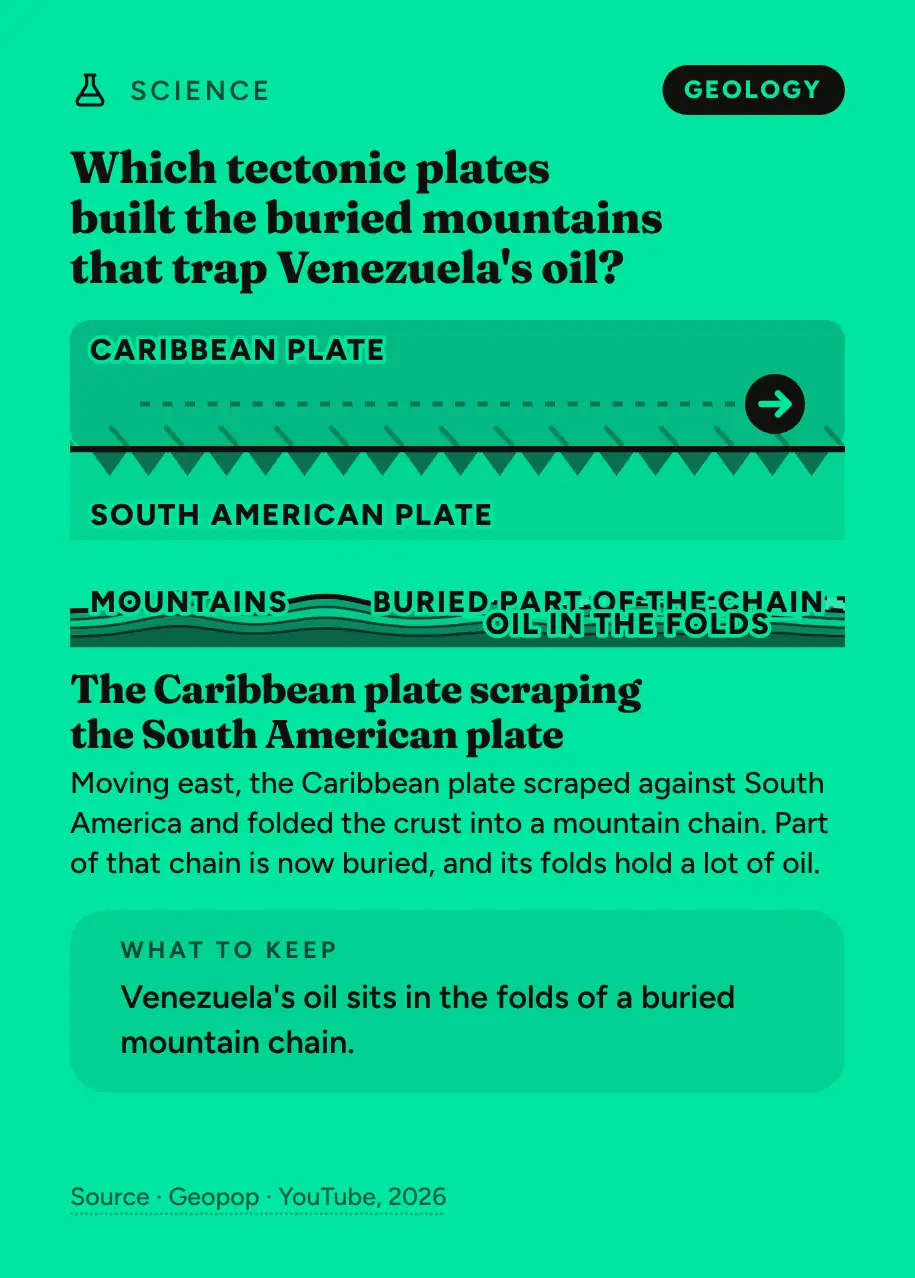 SCIENCE
GEOLOGY
Which tectonic plates
built the buried mountains
that trap Venezuela's oil?
CARIBBEAN PLATE
SOUTH AMERICAN PLATE
MOUNTAINS
BURIED PART OF THE CHAIN
OIL IN THE FOLDS
The Caribbean plate scraping
the South American plate
Moving east, the Caribbean plate scraped against South
America and folded the crust into a mountain chain. Part
of that chain is now buried, and its folds hold a lot of oil.
WHAT TO KEEP
Venezuela's oil sits in the folds of a buried
mountain chain.
Source · Geopop · YouTube, 2026